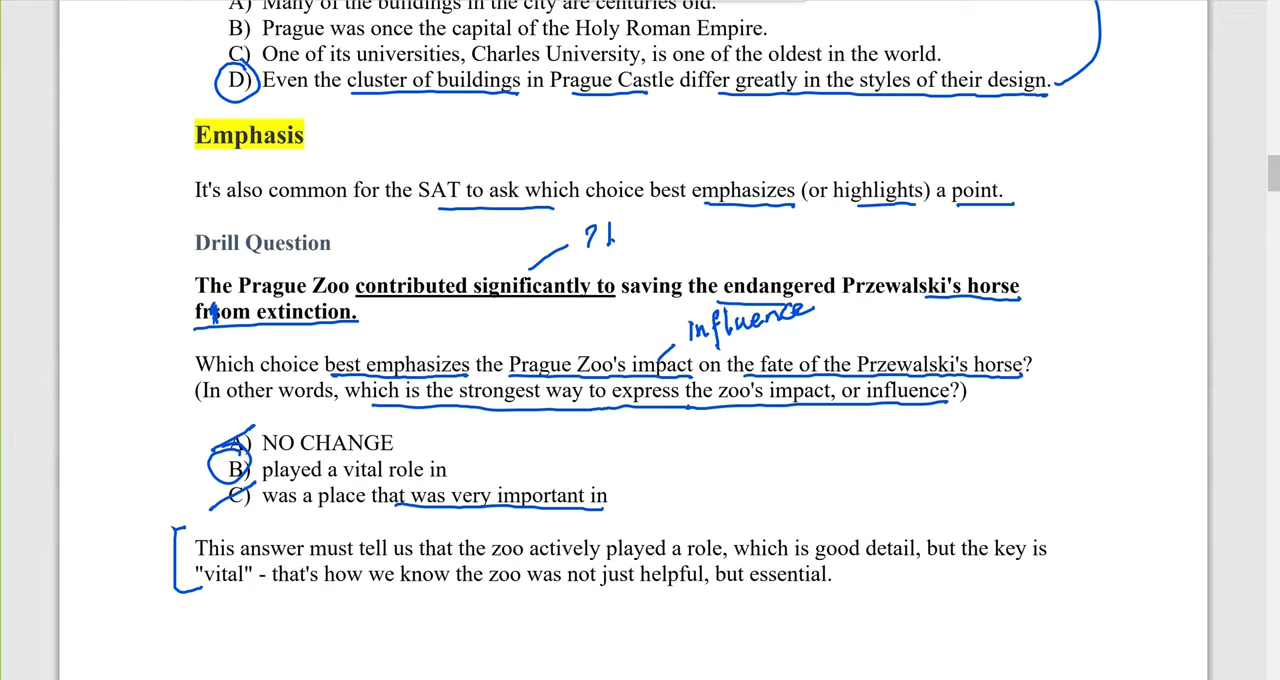 A) Many of the buildings in the city are centuries old.
B) Prague was once the capital of the Holy Roman Empire.
C) One of its universities, Charles University, is one of the oldest in the world.
D) Even the cluster of buildings in Prague Castle differ greatly in the styles of their design.
Emphasis
It's also common for the SAT to ask which choice best emphasizes (or highlights) a point.
Drill Question
The Prague Zoo contributed significantly to saving the endangered Przewalski's horse
from extinction.
influence
Which choice best emphasizes the Prague Zoo's impact on the fate of the Przewalski's horse?
(In other words, which is the strongest way to express the zoo's impact, or influence?)
A) NO CHANGE
B) played a vital role in
C) was a place that was very important in
This answer must tell us that the zoo actively played a role, which is good detail, but the key is
"vital" - that's how we know the zoo was not just helpful, but essential.